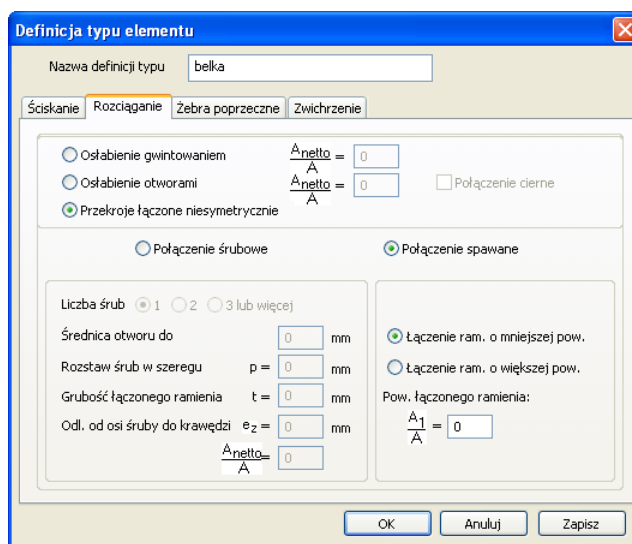 Definicja typu elementu
Nazwa definicji typu belka
Ściskanie Rozciąganie Żebra poprzeczne Zwichrzenie
Osłabienie gwintowaniem Anetto/A = 0
Osłabienie otworami Anetto/A = 0 Połączenie cierne
Przekroje łączone niesymetrycznie
Połączenie śrubowe Połączenie spawane
Liczba śrub 1 2 3 lub więcej
Średnica otworu do 0 mm
Łączenie ram. o mniejszej pow.
Rozstaw śrub w szeregu p = 0 mm
Łączenie ram. o większej pow.
Grubość łączonego ramienia t = 0 mm
Pow. łączonego ramienia:
Odl. od osi śruby do krawędzi e2 = 0 mm
A1/A = 0
Anetto/A = 0
OK Anuluj Zapisz